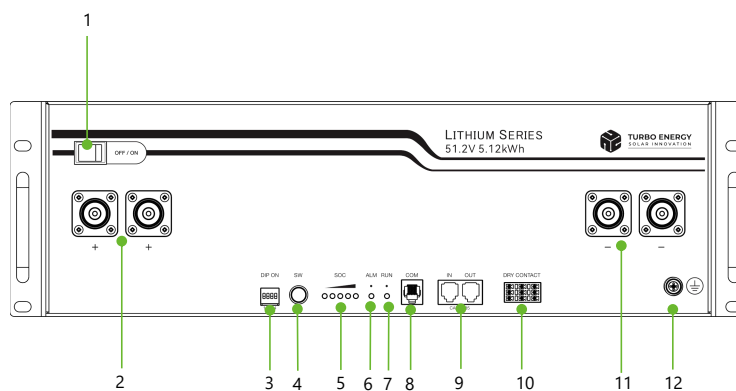 1
LITHIUM SERIES
51.2V 5.12kWh
TURBO ENERGY
SOLAR INNOVATION
OFF / ON
+ + − −
DIP ON SW SOC ALM RUN COM IN OUT DRY CONTACT
2 3 4 5 6 7 8 9 10 11 12